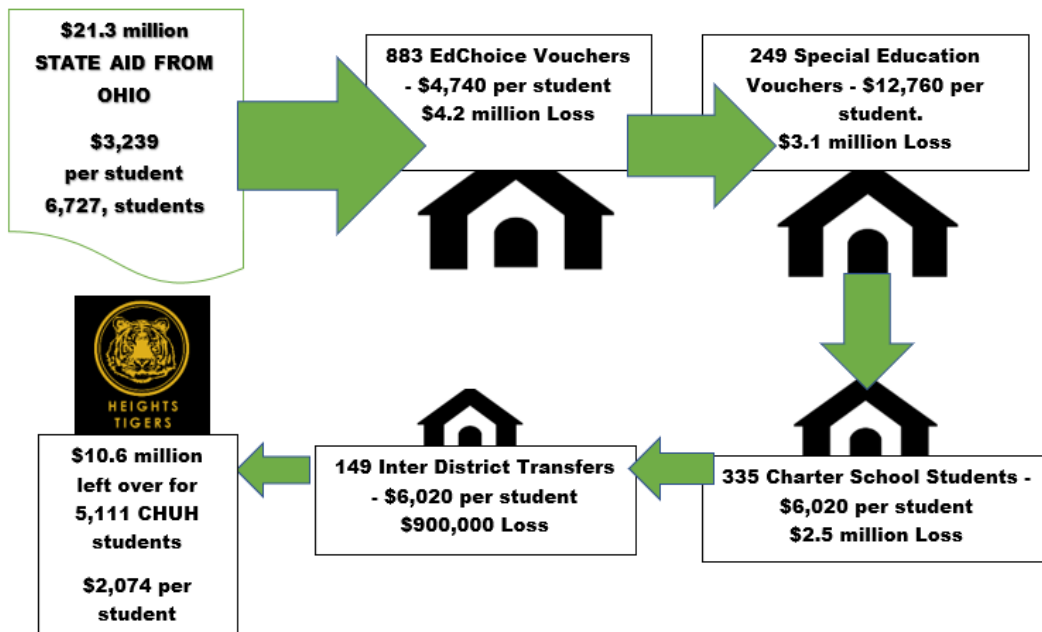 $21.3 million
STATE AID FROM
OHIO
$3,239
per student
6,727, students
883 EdChoice Vouchers
- $4,740 per student
$4.2 million Loss
249 Special Education
Vouchers - $12,760 per
student.
$3.1 million Loss
335 Charter School Students -
$6,020 per student
$2.5 million Loss
149 Inter District Transfers
- $6,020 per student
$900,000 Loss
HEIGHTS
TIGERS
$10.6 million
left over for
5,111 CHUH
students
$2,074 per
student